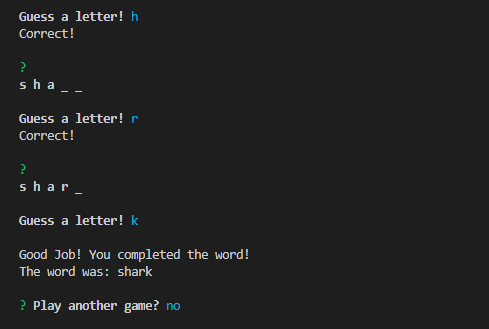 Guess a letter! h
Correct!
?
s h a _ _
Guess a letter! r
Correct!
?
s h a r _
Guess a letter! k
Good Job! You completed the word!
The word was: shark
? Play another game? no